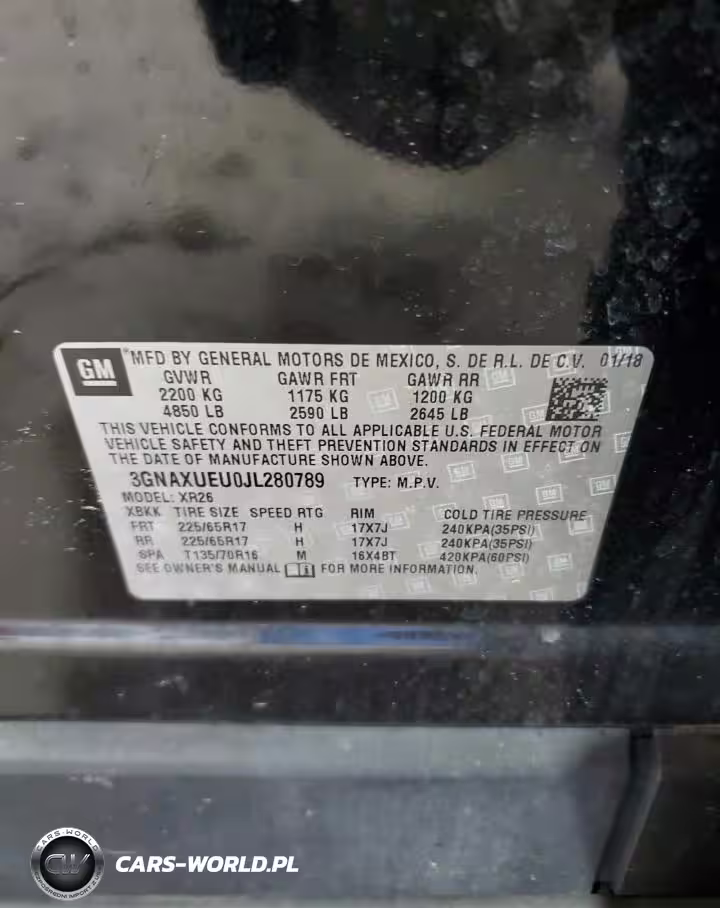 GM
MFD BY GENERAL MOTORS DE MEXICO, S. DE R.L. DE C.V. 01/18
GVWR GAWR FRT GAWR RR
2200 KG 1175 KG 1200 KG
4850 LB 2590 LB 2645 LB
THIS VEHICLE CONFORMS TO ALL APPLICABLE U.S. FEDERAL MOTOR
VEHICLE SAFETY AND THEFT PREVENTION STANDARDS IN EFFECT ON
THE DATE OF MANUFACTURE SHOWN ABOVE.
3GNAXUEU0JL280789 TYPE: M.P.V.
MODEL: XR26
XBKK TIRE SIZE SPEED RTG RIM COLD TIRE PRESSURE
FRT 225/65R17 H 17X7J 240KPA(35PSI)
RR 225/65R17 H 17X7J 240KPA(35PSI)
SPA T135/70R16 M 16X4BT 420KPA(60PSI)
SEE OWNER'S MANUAL FOR MORE INFORMATION.
CARS-WORLD
CW
CARS-WORLD.PL